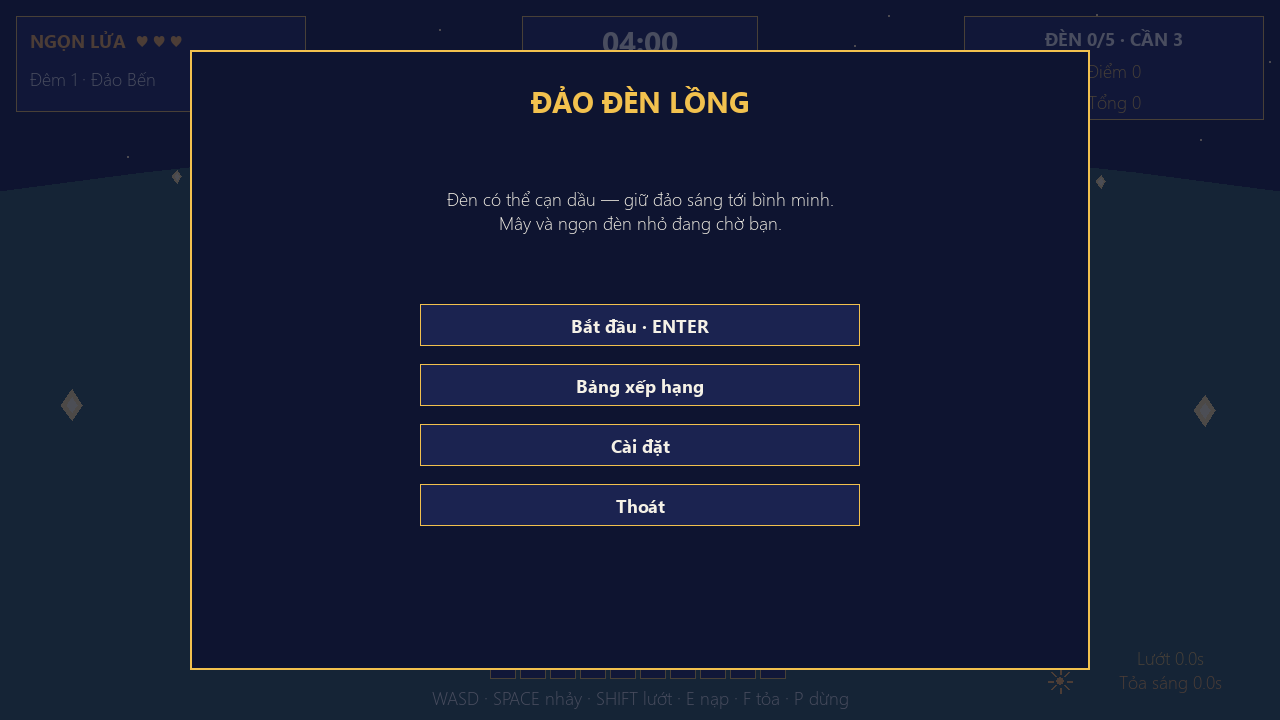 NGỌN LỬA ♥ ♥ ♥
Đêm 1 · Đảo Bến
04:00
ĐÈN 0/5 · CẦN 3
Điểm 0
Tổng 0
ĐẢO ĐÈN LỒNG
Đèn có thể cạn dầu — giữ đảo sáng tới bình minh.
Mây và ngọn đèn nhỏ đang chờ bạn.
Bắt đầu · ENTER
Bảng xếp hạng
Cài đặt
Thoát
Lướt 0.0s
Tỏa sáng 0.0s
WASD · SPACE nhảy · SHIFT lướt · E nạp · F tỏa · P dừng